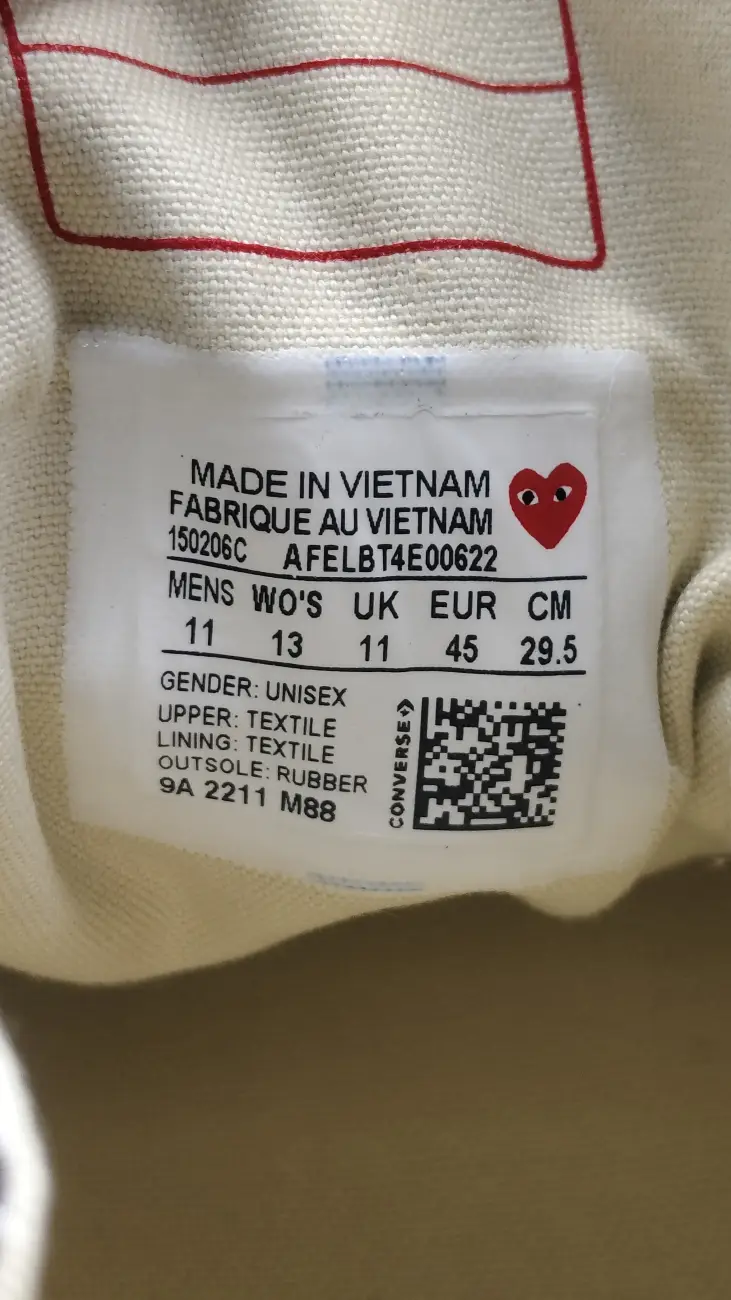 MADE IN VIETNAM
FABRIQUE AU VIETNAM
150206C AFELBT4E00622
MENS WO'S UK EUR CM
11 13 11 45 29.5
GENDER: UNISEX
UPPER: TEXTILE
LINING: TEXTILE
OUTSOLE: RUBBER
9A 2211 M88
CONVERSE